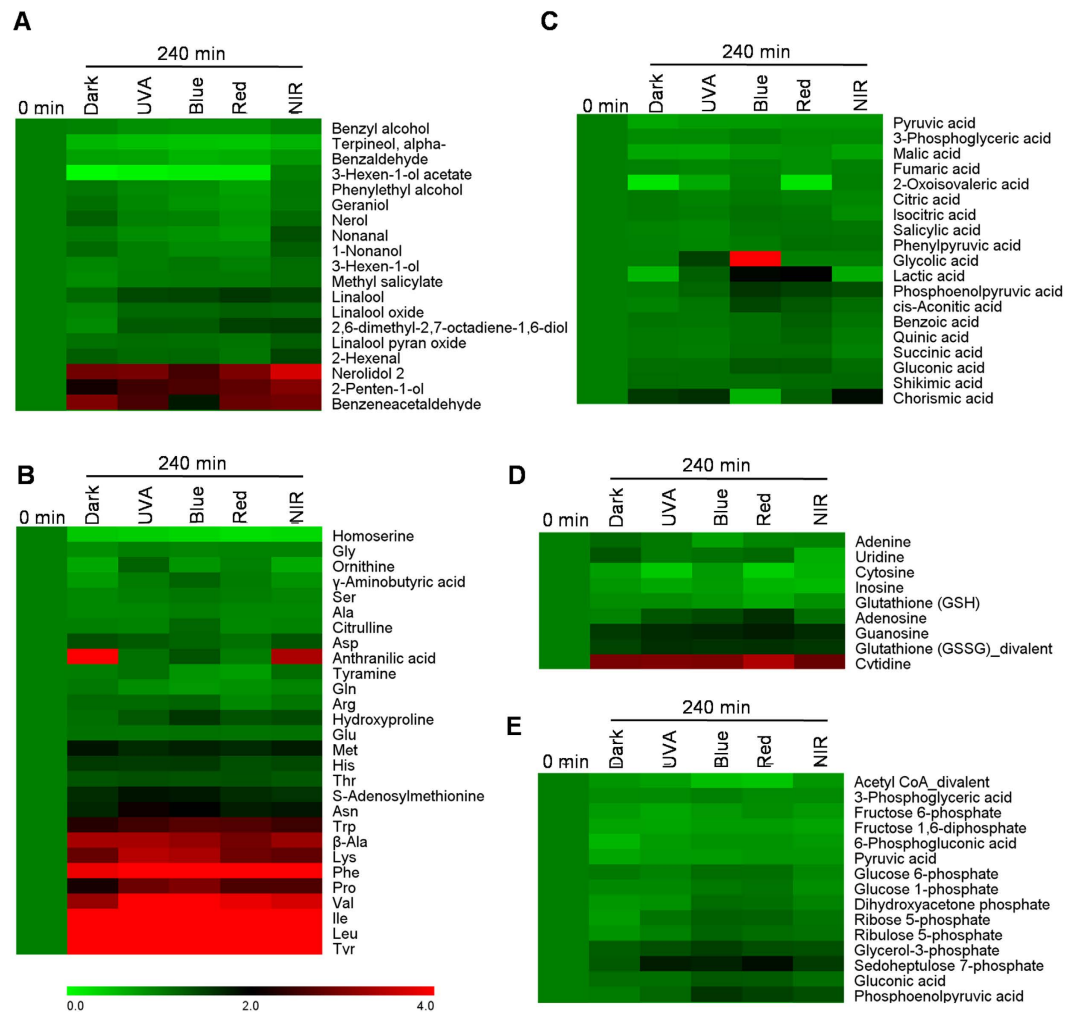 A
240 min
0 min Dark UVA Blue Red NIR
Benzyl alcohol
Terpineol, alpha-
Benzaldehyde
3-Hexen-1-ol acetate
Phenylethyl alcohol
Geraniol
Nerol
Nonanal
1-Nonanol
3-Hexen-1-ol
Methyl salicylate
Linalool
Linalool oxide
2,6-dimethyl-2,7-octadiene-1,6-diol
Linalool pyran oxide
2-Hexenal
Nerolidol 2
2-Penten-1-ol
Benzeneacetaldehyde
B
240 min
0 min Dark UVA Blue Red NIR
Homoserine
Gly
Ornithine
γ-Aminobutyric acid
Ser
Ala
Citrulline
Asp
Anthranilic acid
Tyramine
Gln
Arg
Hydroxyproline
Glu
Met
His
Thr
S-Adenosylmethionine
Asn
Trp
β-Ala
Lys
Phe
Pro
Val
Ile
Leu
Tyr
0.0 2.0 4.0
C
240 min
0 min Dark UVA Blue Red NIR
Pyruvic acid
3-Phosphoglyceric acid
Malic acid
Fumaric acid
2-Oxoisovaleric acid
Citric acid
Isocitric acid
Salicylic acid
Phenylpyruvic acid
Glycolic acid
Lactic acid
Phosphoenolpyruvic acid
cis-Aconitic acid
Benzoic acid
Quinic acid
Succinic acid
Gluconic acid
Shikimic acid
Chorismic acid
D
240 min
0 min Dark UVA Blue Red NIR
Adenine
Uridine
Cytosine
Inosine
Glutathione (GSH)
Adenosine
Guanosine
Glutathione (GSSG)_divalent
Cytidine
E
240 min
0 min Dark UVA Blue Red NIR
Acetyl CoA_divalent
3-Phosphoglyceric acid
Fructose 6-phosphate
Fructose 1,6-diphosphate
6-Phosphogluconic acid
Pyruvic acid
Glucose 6-phosphate
Glucose 1-phosphate
Dihydroxyacetone phosphate
Ribose 5-phosphate
Ribulose 5-phosphate
Glycerol-3-phosphate
Sedoheptulose 7-phosphate
Gluconic acid
Phosphoenolpyruvic acid